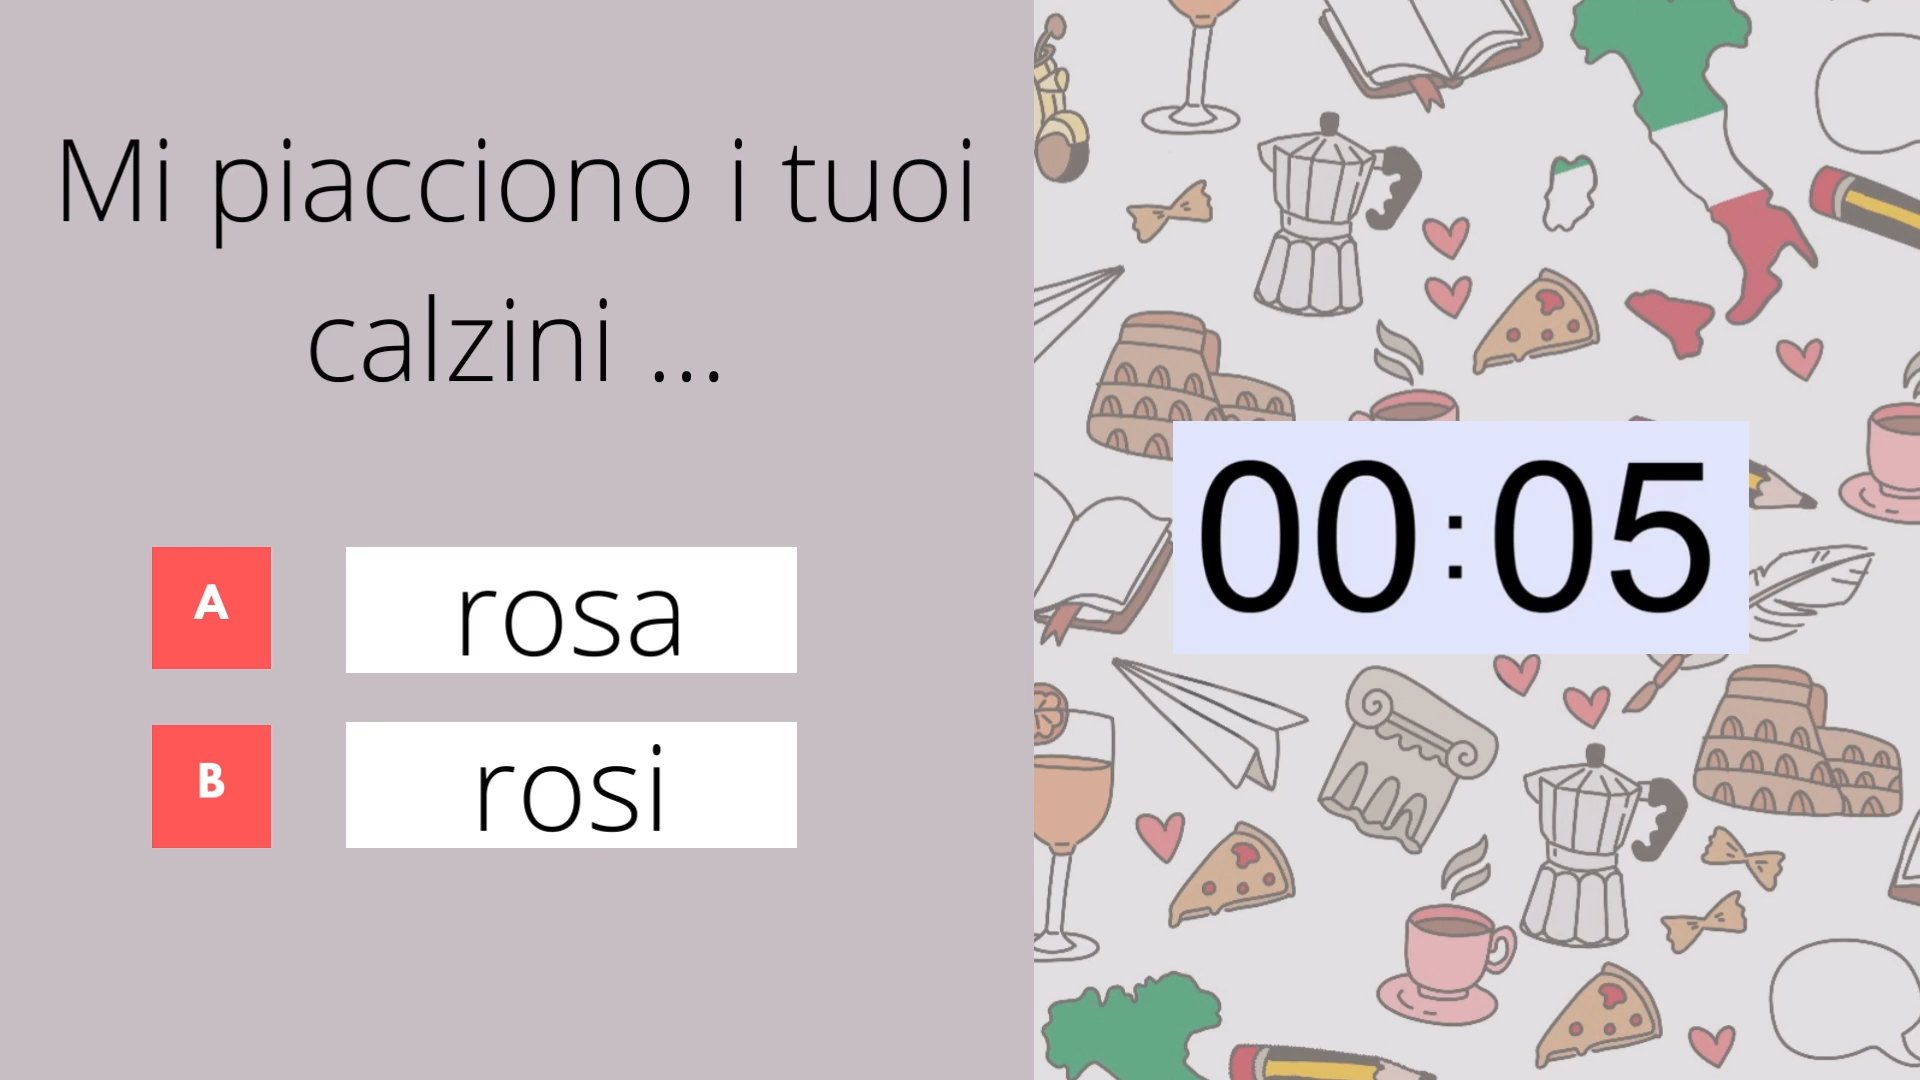 Mi piacciono i tuoi
calzini ...
A
rosa
B
rosi
00:05